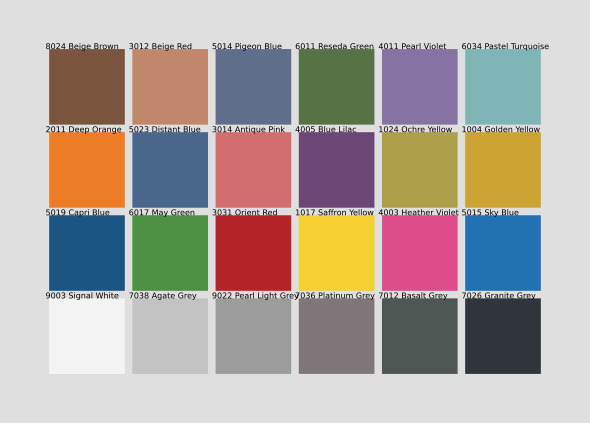 8024 Beige Brown 3012 Beige Red 5014 Pigeon Blue 6011 Reseda Green 4011 Pearl Violet 6034 Pastel Turquoise
2011 Deep Orange 5023 Distant Blue 3014 Antique Pink 4005 Blue Lilac 1024 Ochre Yellow 1004 Golden Yellow
5019 Capri Blue 6017 May Green 3031 Orient Red 1017 Saffron Yellow 4003 Heather Violet 5015 Sky Blue
9003 Signal White 7038 Agate Grey 9022 Pearl Light Grey 7036 Platinum Grey 7012 Basalt Grey 7026 Granite Grey